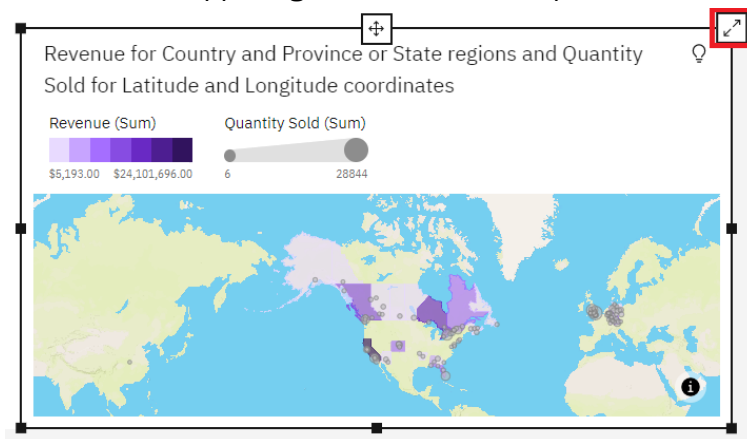 Revenue for Country and Province or State regions and Quantity
Sold for Latitude and Longitude coordinates
Revenue (Sum)
Quantity Sold (Sum)
$5,193.00 $24,101,696.00
6 28844